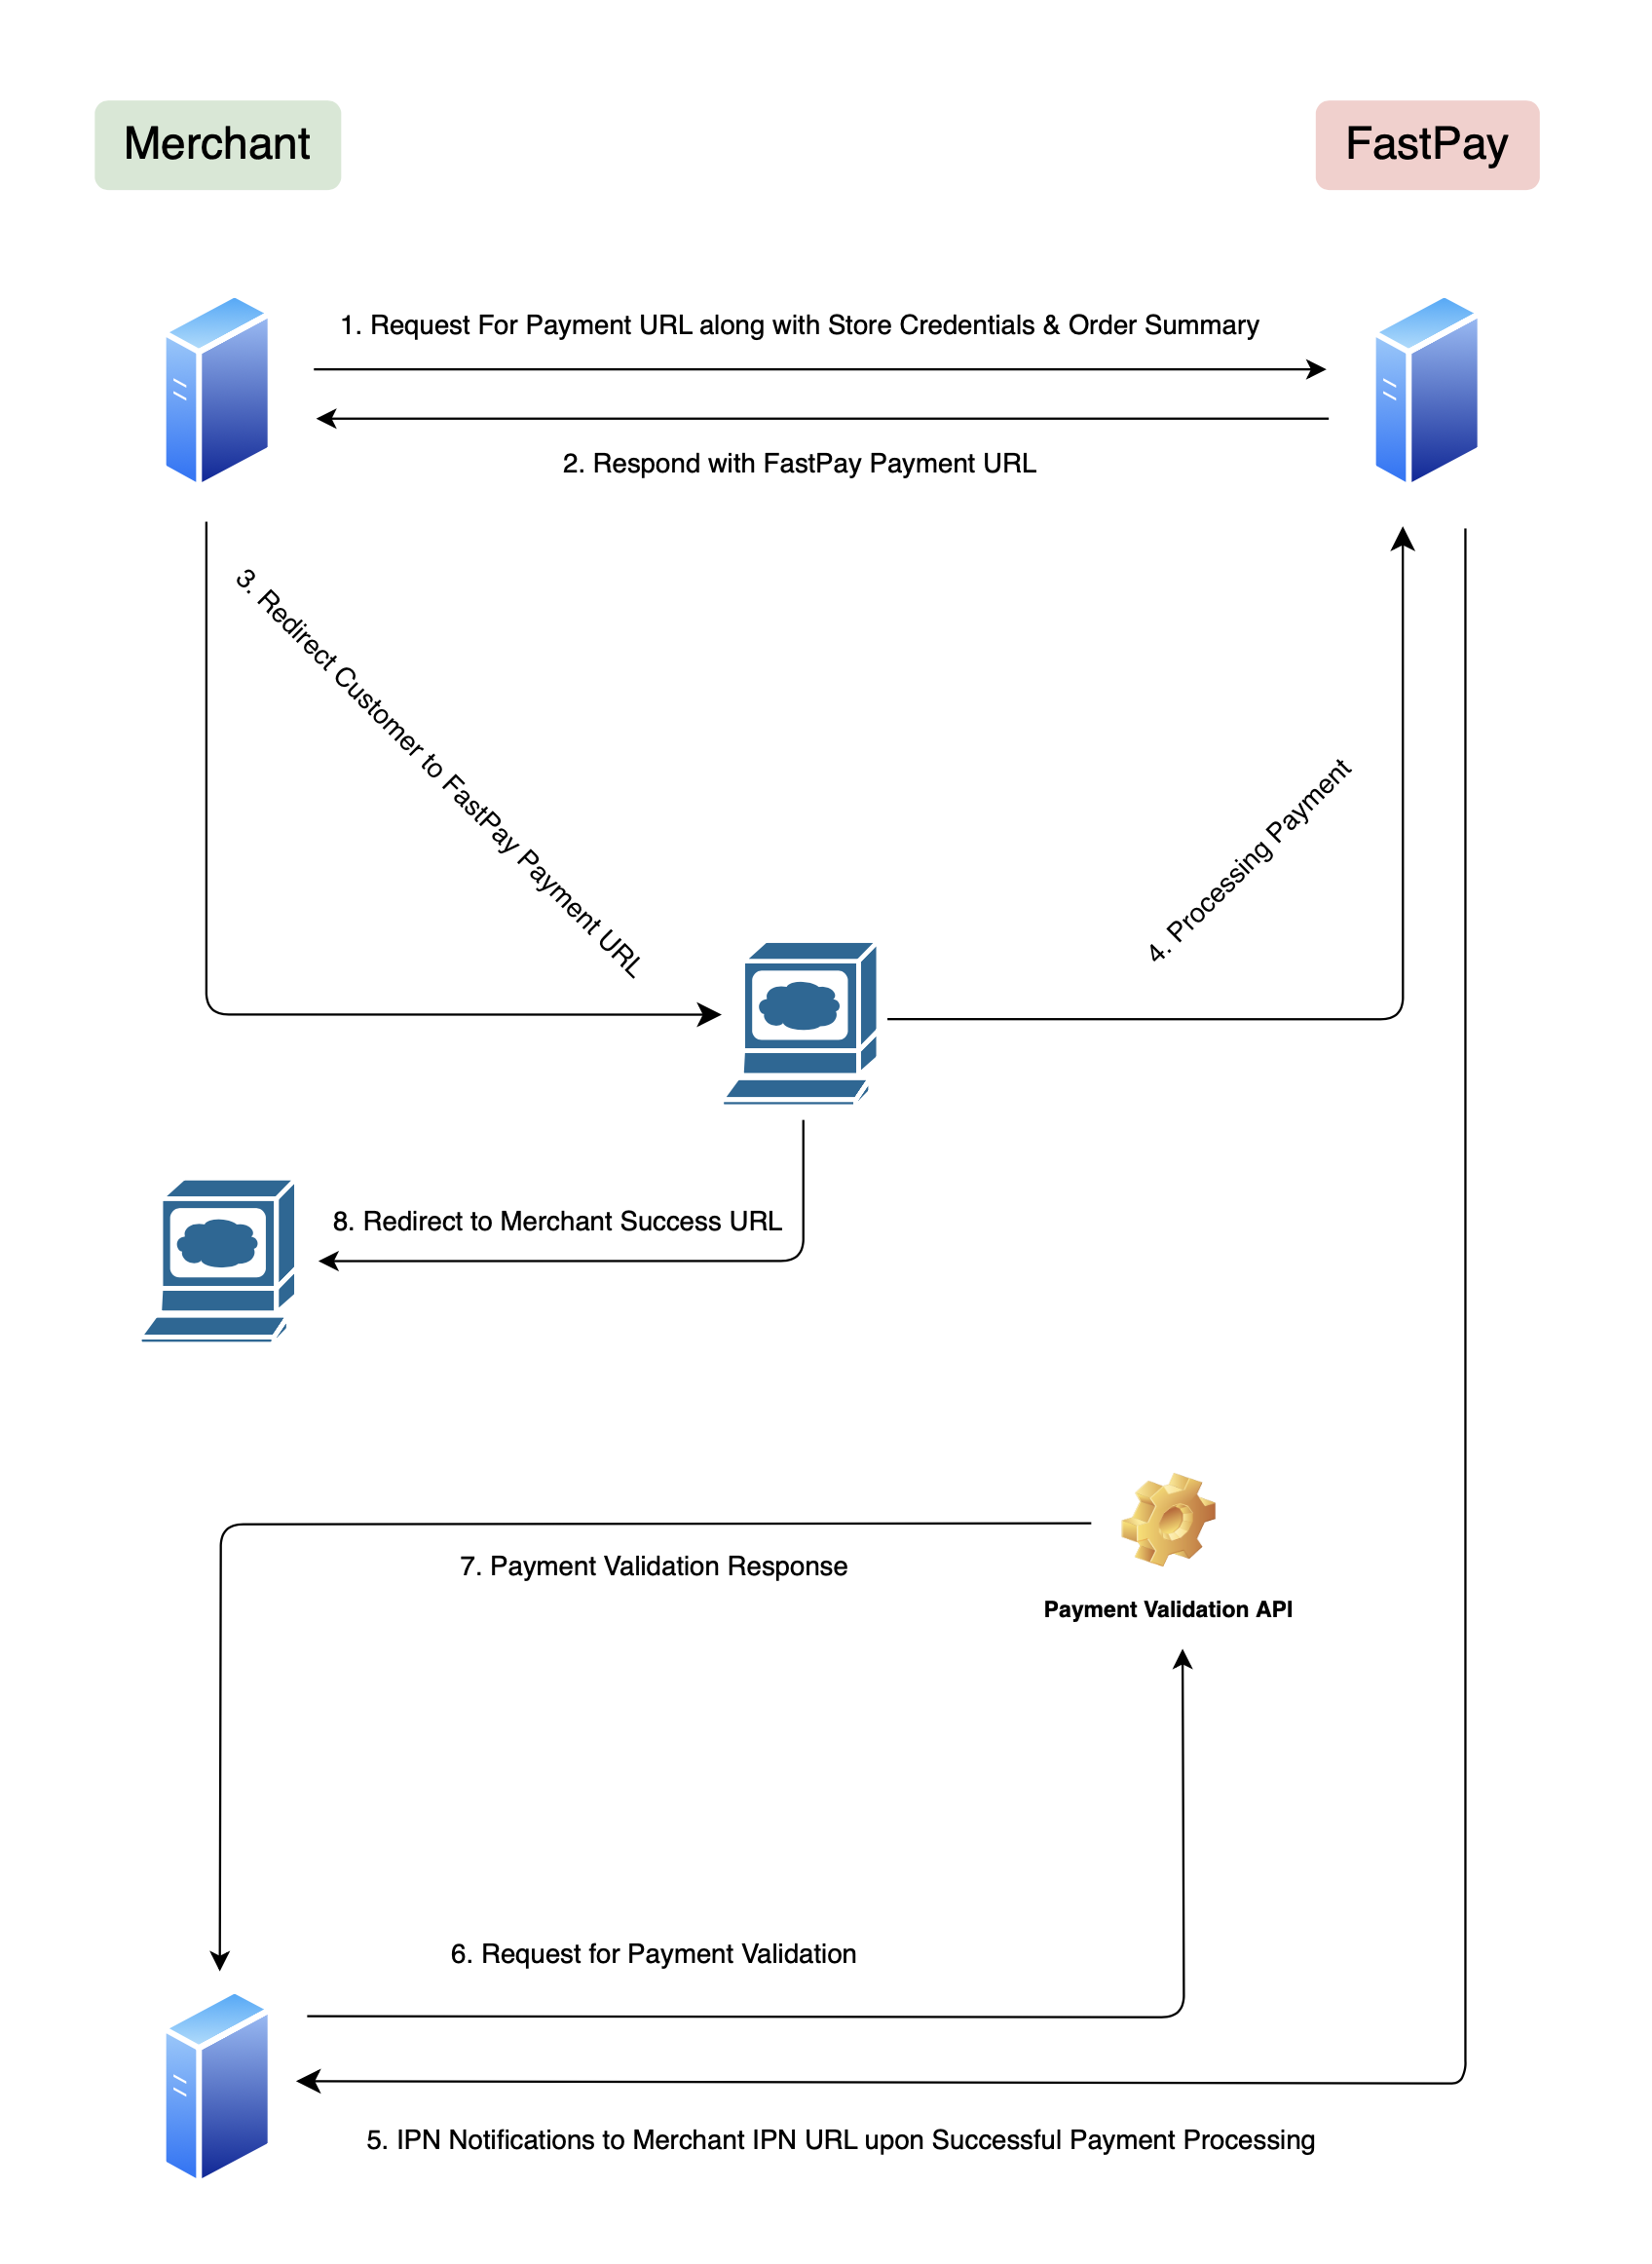 Merchant
FastPay
1. Request For Payment URL along with Store Credentials & Order Summary
2. Respond with FastPay Payment URL
3. Redirect Customer to FastPay Payment URL
4. Processing Payment
8. Redirect to Merchant Success URL
7. Payment Validation Response
Payment Validation API
6. Request for Payment Validation
5. IPN Notifications to Merchant IPN URL upon Successful Payment Processing